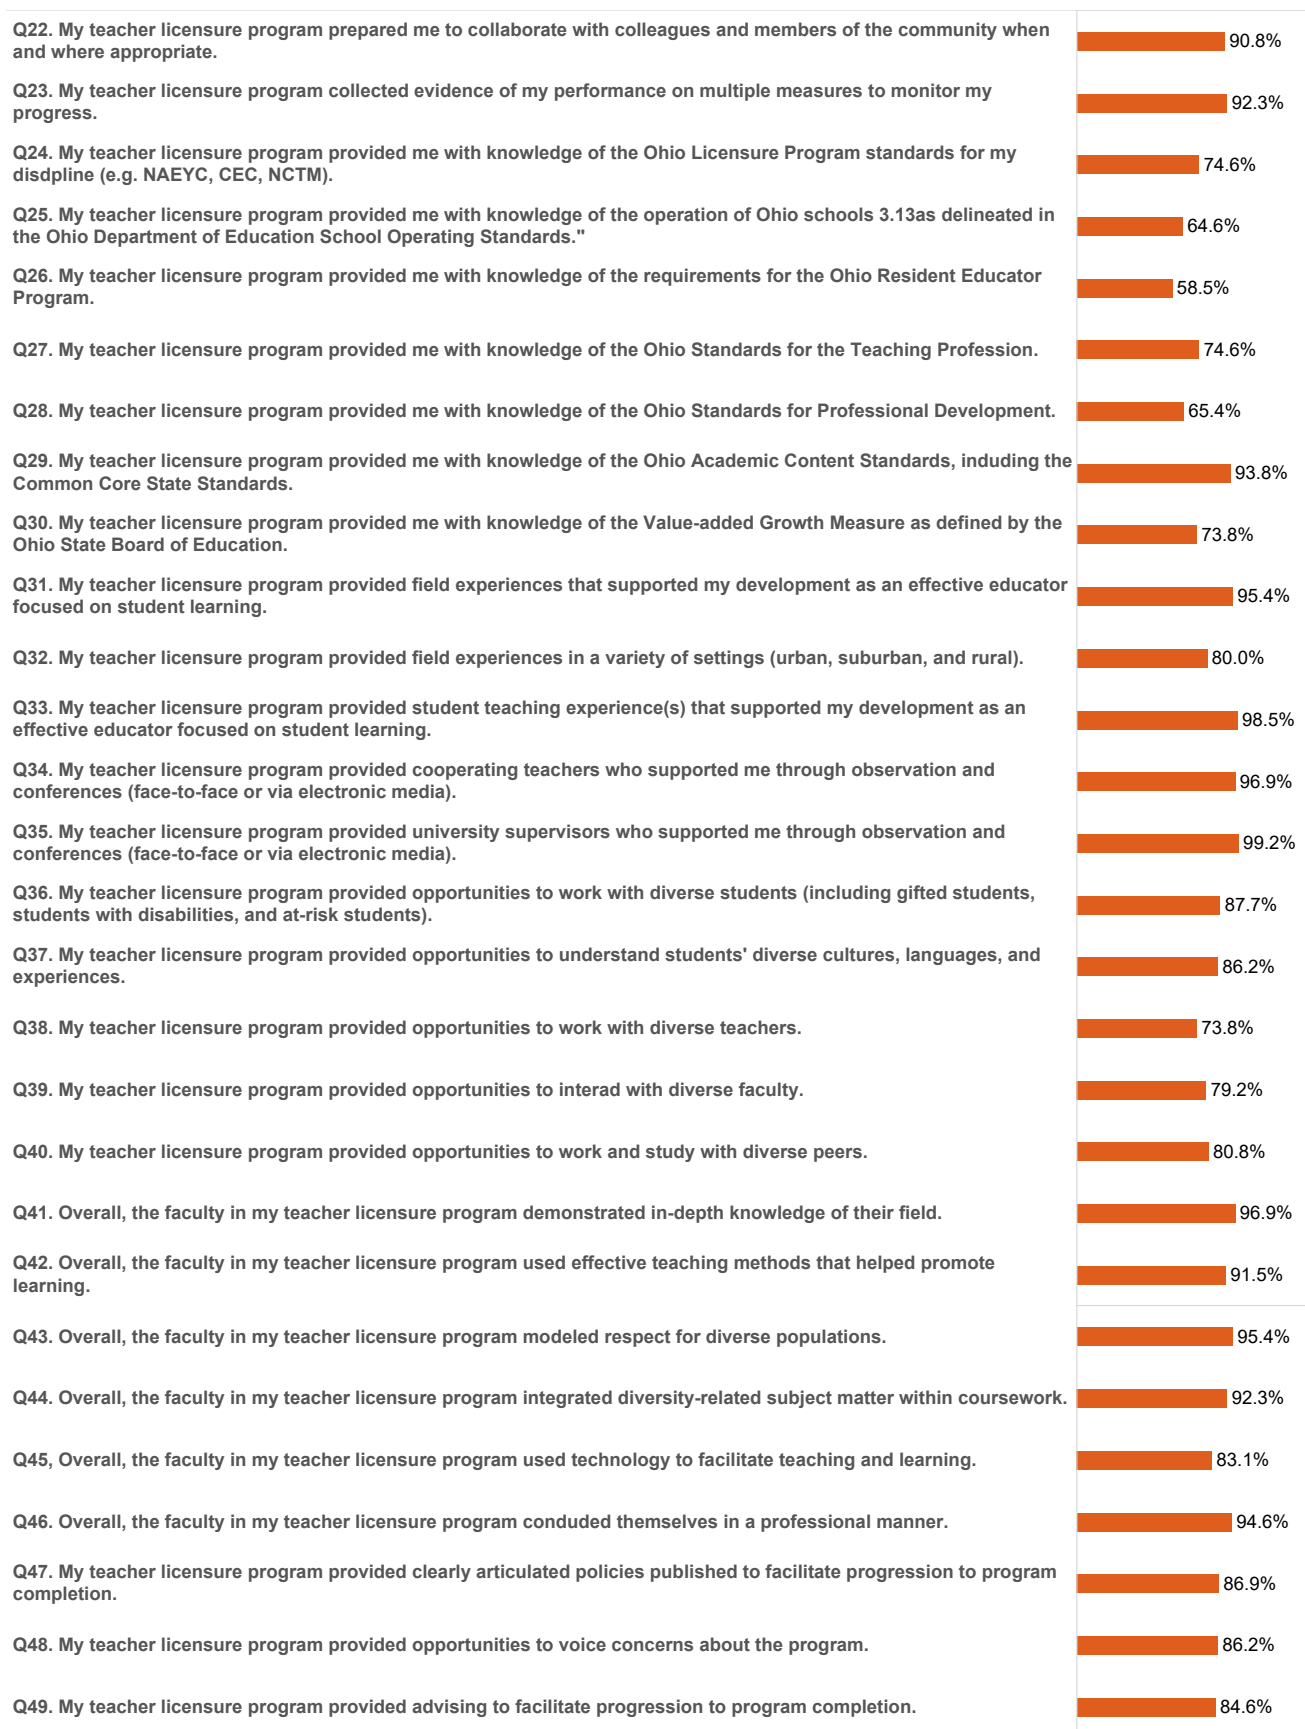 Q22. My teacher licensure program prepared me to collaborate with colleagues and members of the community when
and where appropriate.
90.8%
Q23. My teacher licensure program collected evidence of my performance on multiple measures to monitor my
progress.
92.3%
Q24. My teacher licensure program provided me with knowledge of the Ohio Licensure Program standards for my
disdpline (e.g. NAEYC, CEC, NCTM).
74.6%
Q25. My teacher licensure program provided me with knowledge of the operation of Ohio schools 3.13as delineated in
the Ohio Department of Education School Operating Standards."
64.6%
Q26. My teacher licensure program provided me with knowledge of the requirements for the Ohio Resident Educator
Program.
58.5%
Q27. My teacher licensure program provided me with knowledge of the Ohio Standards for the Teaching Profession.
74.6%
Q28. My teacher licensure program provided me with knowledge of the Ohio Standards for Professional Development.
65.4%
Q29. My teacher licensure program provided me with knowledge of the Ohio Academic Content Standards, induding the
Common Core State Standards.
93.8%
Q30. My teacher licensure program provided me with knowledge of the Value-added Growth Measure as defined by the
Ohio State Board of Education.
73.8%
Q31. My teacher licensure program provided field experiences that supported my development as an effective educator
focused on student learning.
95.4%
Q32. My teacher licensure program provided field experiences in a variety of settings (urban, suburban, and rural).
80.0%
Q33. My teacher licensure program provided student teaching experience(s) that supported my development as an
effective educator focused on student learning.
98.5%
Q34. My teacher licensure program provided cooperating teachers who supported me through observation and
conferences (face-to-face or via electronic media).
96.9%
Q35. My teacher licensure program provided university supervisors who supported me through observation and
conferences (face-to-face or via electronic media).
99.2%
Q36. My teacher licensure program provided opportunities to work with diverse students (including gifted students,
students with disabilities, and at-risk students).
87.7%
Q37. My teacher licensure program provided opportunities to understand students' diverse cultures, languages, and
experiences.
86.2%
Q38. My teacher licensure program provided opportunities to work with diverse teachers.
73.8%
Q39. My teacher licensure program provided opportunities to interad with diverse faculty.
79.2%
Q40. My teacher licensure program provided opportunities to work and study with diverse peers.
80.8%
Q41. Overall, the faculty in my teacher licensure program demonstrated in-depth knowledge of their field.
96.9%
Q42. Overall, the faculty in my teacher licensure program used effective teaching methods that helped promote
learning.
91.5%
Q43. Overall, the faculty in my teacher licensure program modeled respect for diverse populations.
95.4%
Q44. Overall, the faculty in my teacher licensure program integrated diversity-related subject matter within coursework.
92.3%
Q45, Overall, the faculty in my teacher licensure program used technology to facilitate teaching and learning.
83.1%
Q46. Overall, the faculty in my teacher licensure program conduded themselves in a professional manner.
94.6%
Q47. My teacher licensure program provided clearly articulated policies published to facilitate progression to program
completion.
86.9%
Q48. My teacher licensure program provided opportunities to voice concerns about the program.
86.2%
Q49. My teacher licensure program provided advising to facilitate progression to program completion.
84.6%